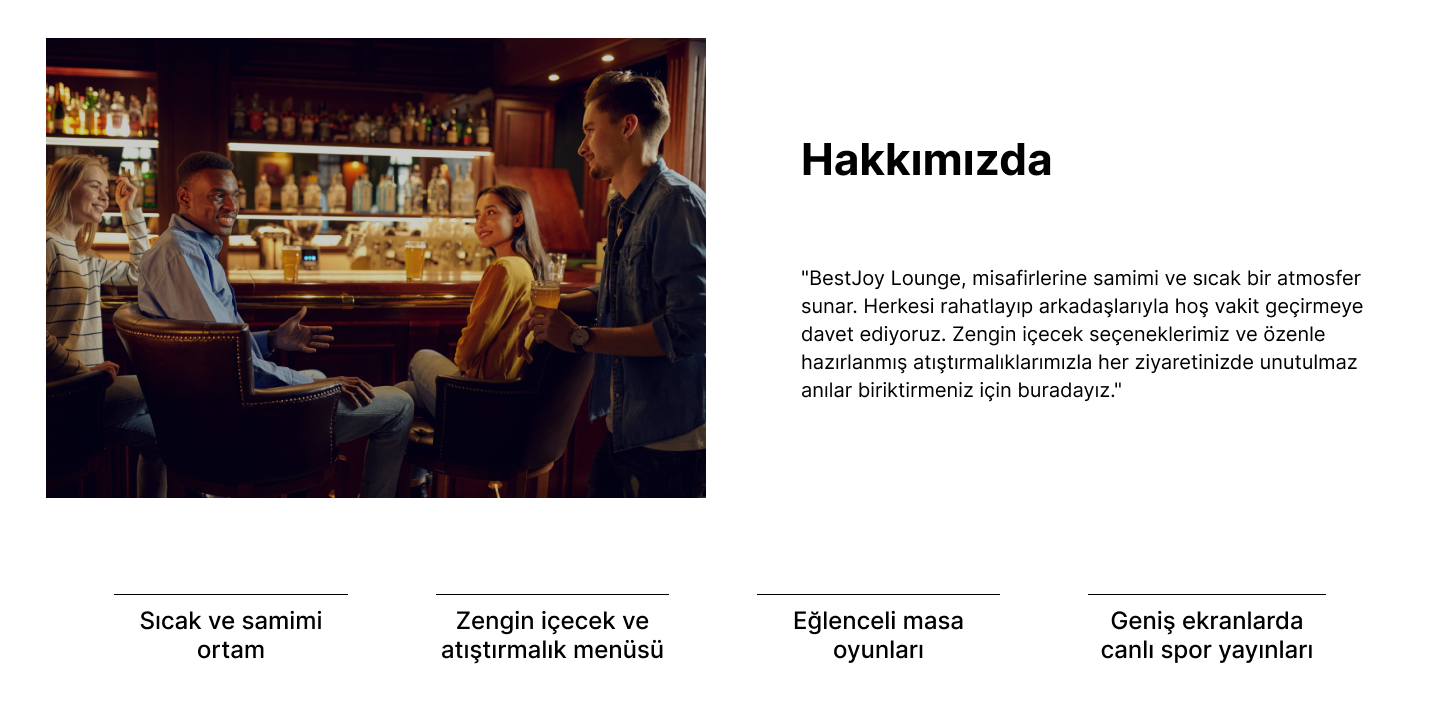 Hakkımızda
"BestJoy Lounge, misafirlerine samimi ve sıcak bir atmosfer
sunar. Herkesi rahatlayıp arkadaşlarıyla hoş vakit geçirmeye
davet ediyoruz. Zengin içecek seçeneklerimiz ve özenle
hazırlanmış atıştırmalıklarımızla her ziyaretinizde unutulmaz
anılar biriktirmeniz için buradayız."
Sıcak ve samimi
ortam
Zengin içecek ve
atıştırmalık menüsü
Eğlenceli masa
oyunları
Geniş ekranlarda
canlı spor yayınları